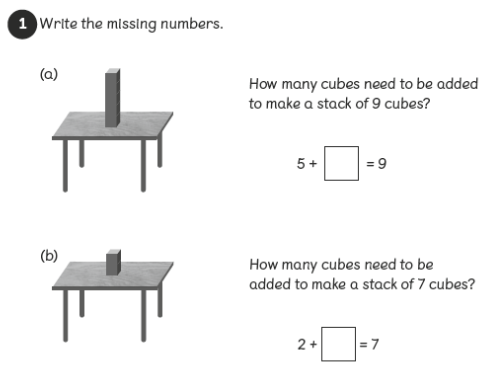 1 Write the missing numbers.
(a)
How many cubes need to be added
to make a stack of 9 cubes?
5 + = 9
(b)
How many cubes need to be
added to make a stack of 7 cubes?
2 + = 7